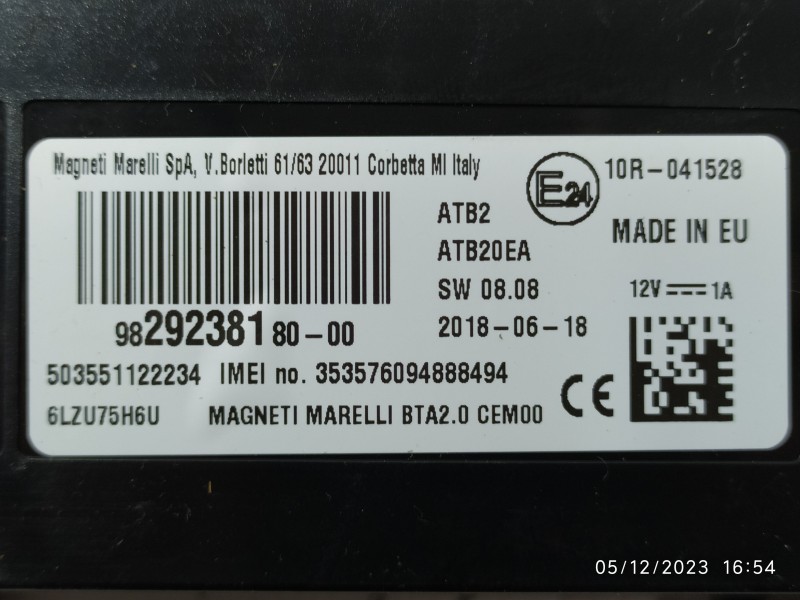 Magneti Marelli SpA, V.Borletti 61/63 20011 Corbetta MI Italy
E24
10R-041528
ATB2
MADE IN EU
ATB20EA
SW 08.08
12V 1A
98292381 80-00
2018-06-18
503551122234 IMEI no. 353576094888494
CE
6LZU75H6U MAGNETI MARELLI BTA2.0 CEM00
05/12/2023 16:54